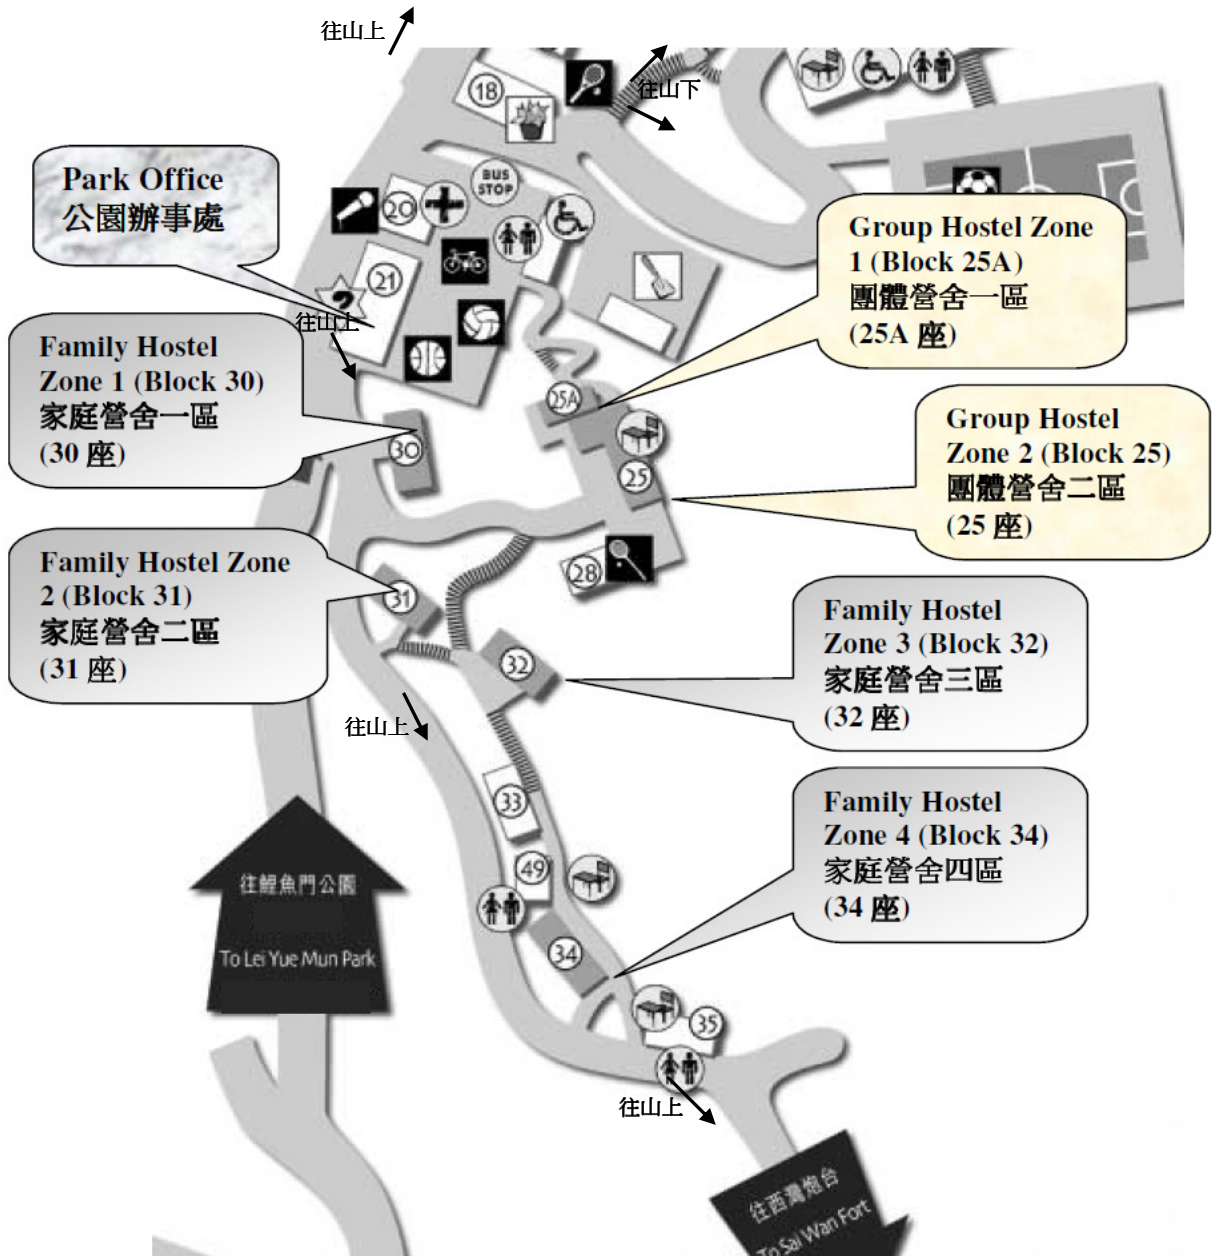 往山上
往山下
18
BUS
STOP
Park Office
公園辦事處
20
21
往山上
Group Hostel Zone
1 (Block 25A)
團體營舍一區
(25A 座)
Family Hostel
Zone 1 (Block 30)
家庭營舍一區
(30 座)
25A
30
25
Group Hostel
Zone 2 (Block 25)
團體營舍二區
(25 座)
Family Hostel Zone
2 (Block 31)
家庭營舍二區
(31 座)
28
31
32
Family Hostel
Zone 3 (Block 32)
家庭營舍三區
(32 座)
往山上
33
49
34
Family Hostel
Zone 4 (Block 34)
家庭營舍四區
(34 座)
往鯉魚門公園
To Lei Yue Mun Park
35
往山上
往西灣炮台
To Sai Wan Fort